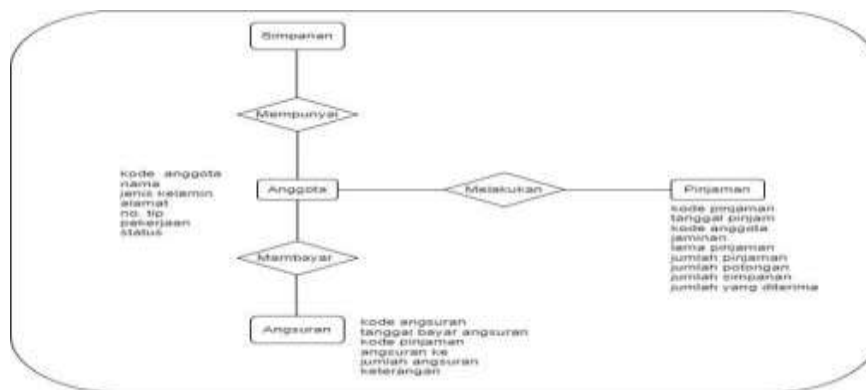 Simpanan
Mempunyai
kode anggota
nama
jenis kelamin
alamat
no. tlp
pekerjaan
status
Anggota
Melakukan
Pinjaman
kode pinjaman
tanggal pinjam
kode anggota
jaminan
lama pinjaman
jumlah pinjaman
jumlah potongan
jumlah simpanan
jumlah yang diterima
Membayar
Angsuran
kode angsuran
tanggal bayar angsuran
kode pinjaman
angsuran ke
jumlah angsuran
keterangan